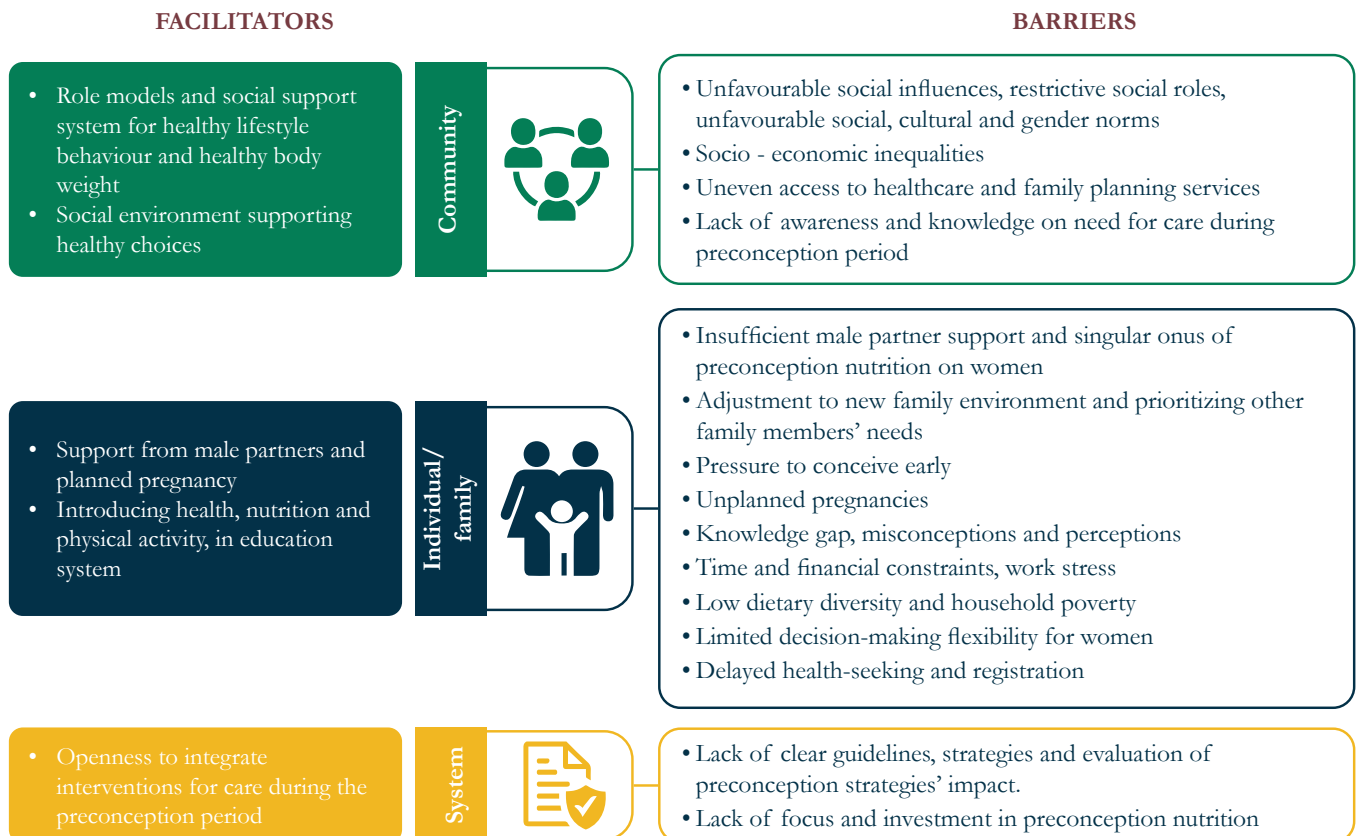 FACILITATORS
BARRIERS
• Role models and social support
system for healthy lifestyle
behaviour and healthy body
weight
• Social environment supporting
healthy choices
Community
• Unfavourable social influences, restrictive social roles,
unfavourable social, cultural and gender norms
• Socio - economic inequalities
• Uneven access to healthcare and family planning services
• Lack of awareness and knowledge on need for care during
preconception period
• Support from male partners and
planned pregnancy
• Introducing health, nutrition and
physical activity, in education
system
Individual/
family
• Insufficient male partner support and singular onus of
preconception nutrition on women
• Adjustment to new family environment and prioritizing other
family members’ needs
• Pressure to conceive early
• Unplanned pregnancies
• Knowledge gap, misconceptions and perceptions
• Time and financial constraints, work stress
• Low dietary diversity and household poverty
• Limited decision-making flexibility for women
• Delayed health-seeking and registration
• Openness to integrate
interventions for care during the
preconception period
System
• Lack of clear guidelines, strategies and evaluation of
preconception strategies’ impact.
• Lack of focus and investment in preconception nutrition